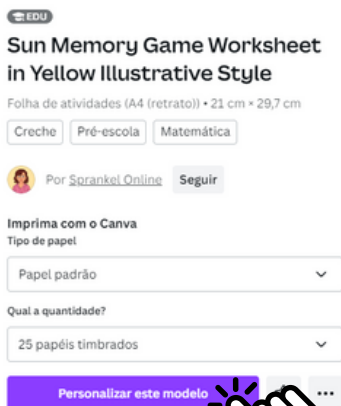 EDU
Sun Memory Game Worksheet
in Yellow Illustrative Style
Folha de atividades (A4 (retrato)) • 21 cm × 29,7 cm
Creche Pré-escola Matemática
Por Sprankel Online Seguir
Imprima com o Canva
Tipo de papel
Papel padrão
Qual a quantidade?
25 papéis timbrados
Personalizar este modelo